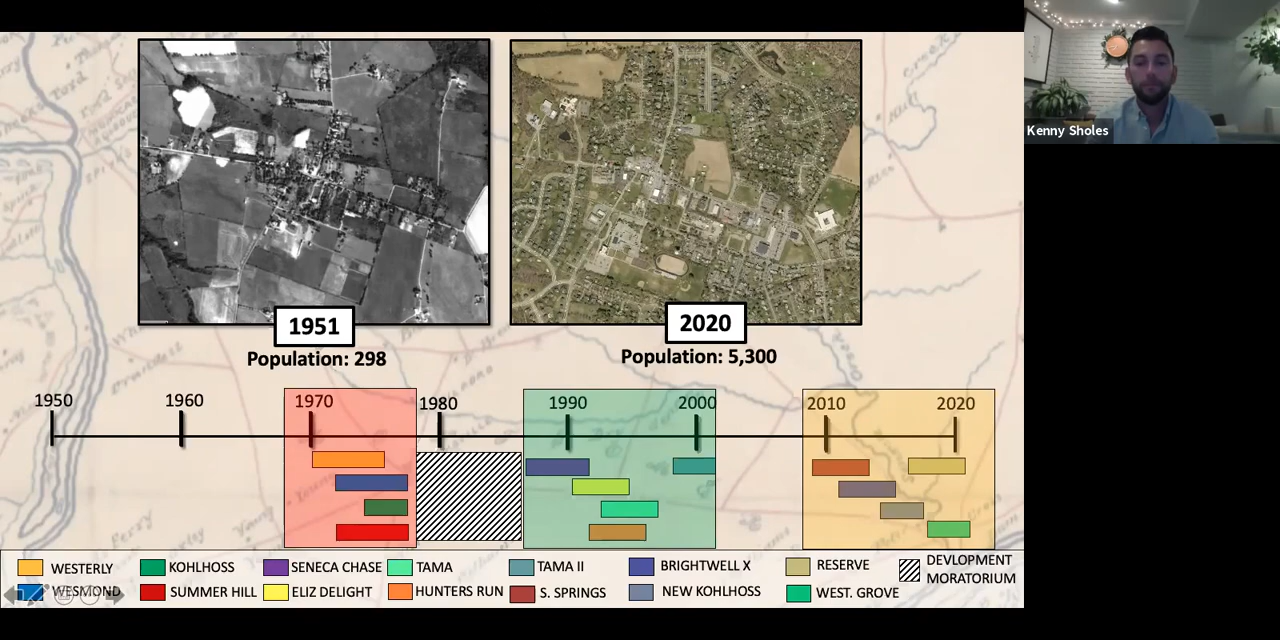 Kenny Sholes
1951
Population: 298
2020
Population: 5,300
1950
1960
1970
1980
1990
2000
2010
2020
WESTERLY
KOHLHOSS
SENECA CHASE
TAMA
TAMA II
BRIGHTWELL X
RESERVE
DEVLOPMENT
MORATORIUM
WESMOND
SUMMER HILL
ELIZ DELIGHT
HUNTERS RUN
S. SPRINGS
NEW KOHLHOSS
WEST. GROVE